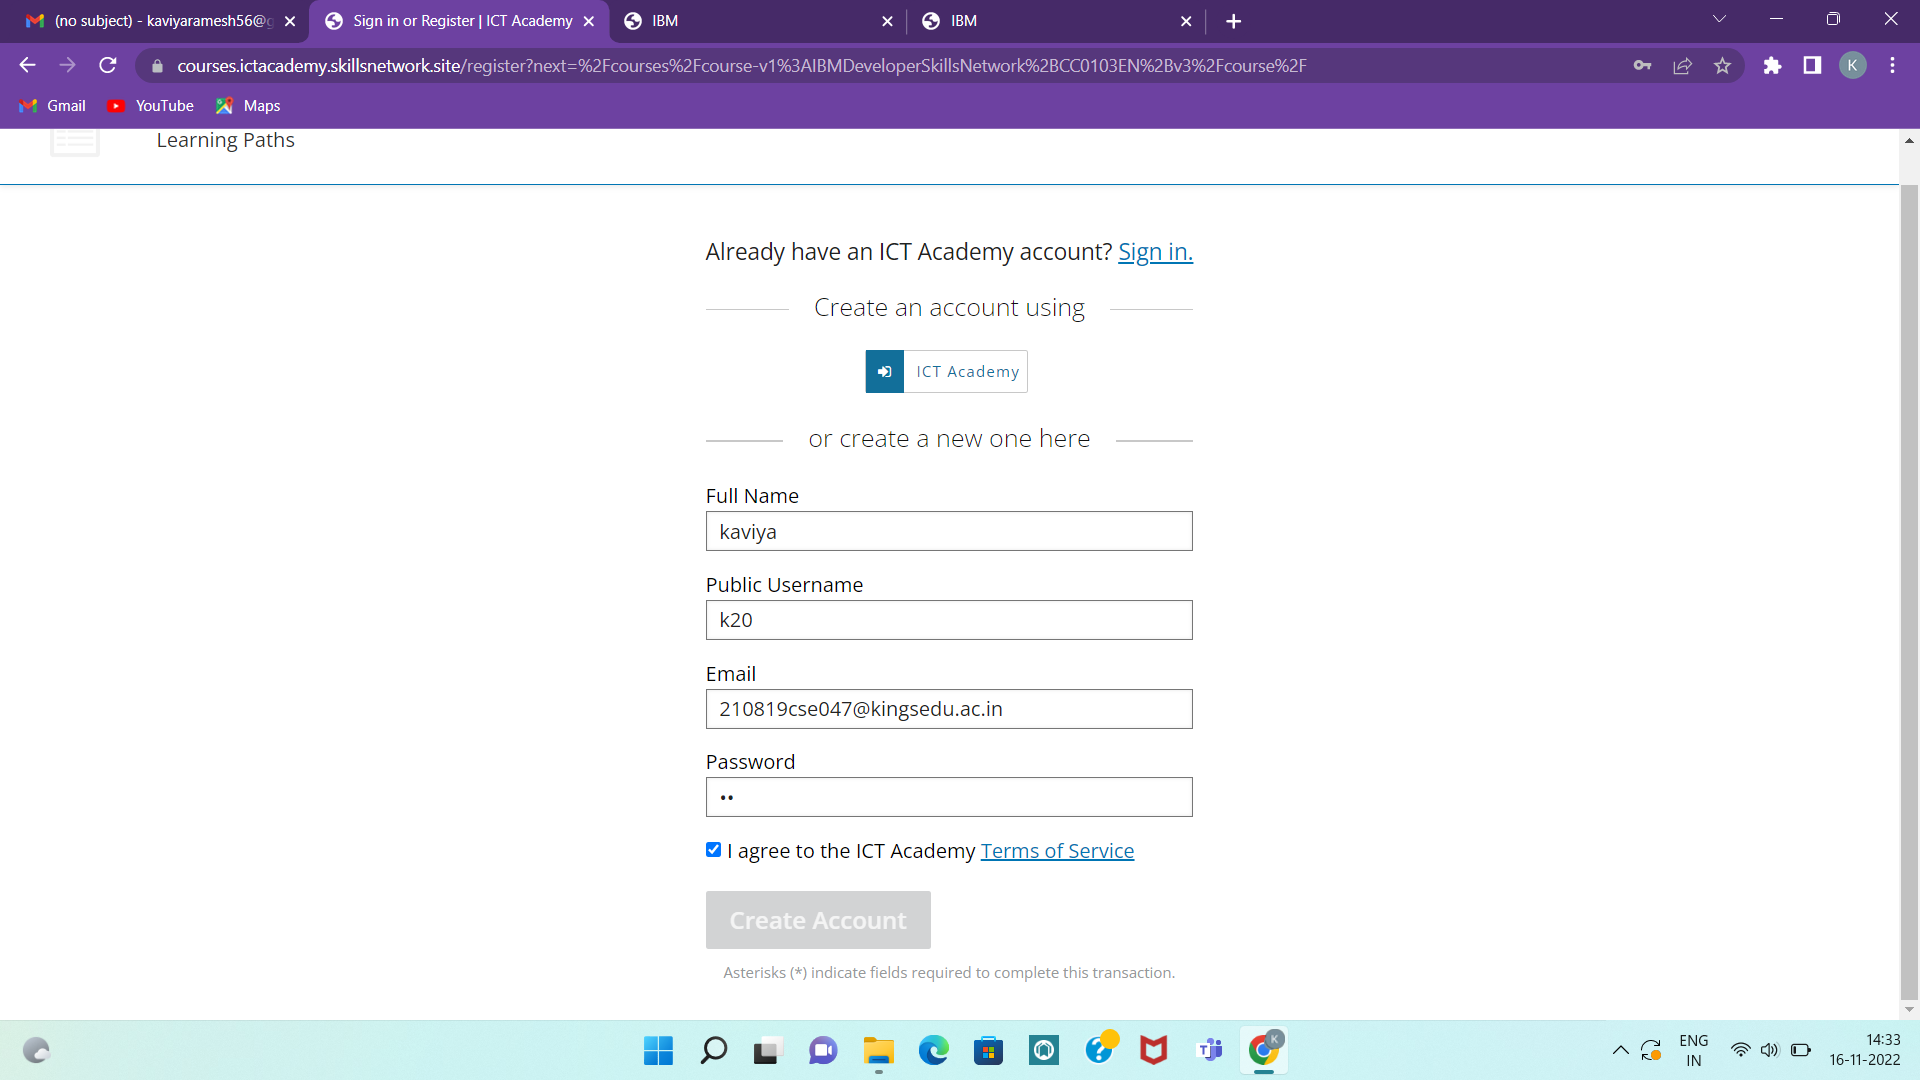 (no subject) - kaviyaramesh56@g
Sign in or Register | ICT Academy
IBM
IBM
courses.ictacademy.skillsnetwork.site/register?next=%2Fcourses%2Fcourse-v1%3AIBMDeveloperSkillsNetwork%2BCC0103EN%2Bv3%2Fcourse%2F
K
Gmail
YouTube
Maps
Learning Paths
Already have an ICT Academy account? Sign in.
Create an account using
ICT Academy
or create a new one here
Full Name
kaviya
Public Username
k20
Email
210819cse047@kingsedu.ac.in
Password
••
I agree to the ICT Academy Terms of Service
Create Account
Asterisks (*) indicate fields required to complete this transaction.
K
ENG
IN
14:33
16-11-2022